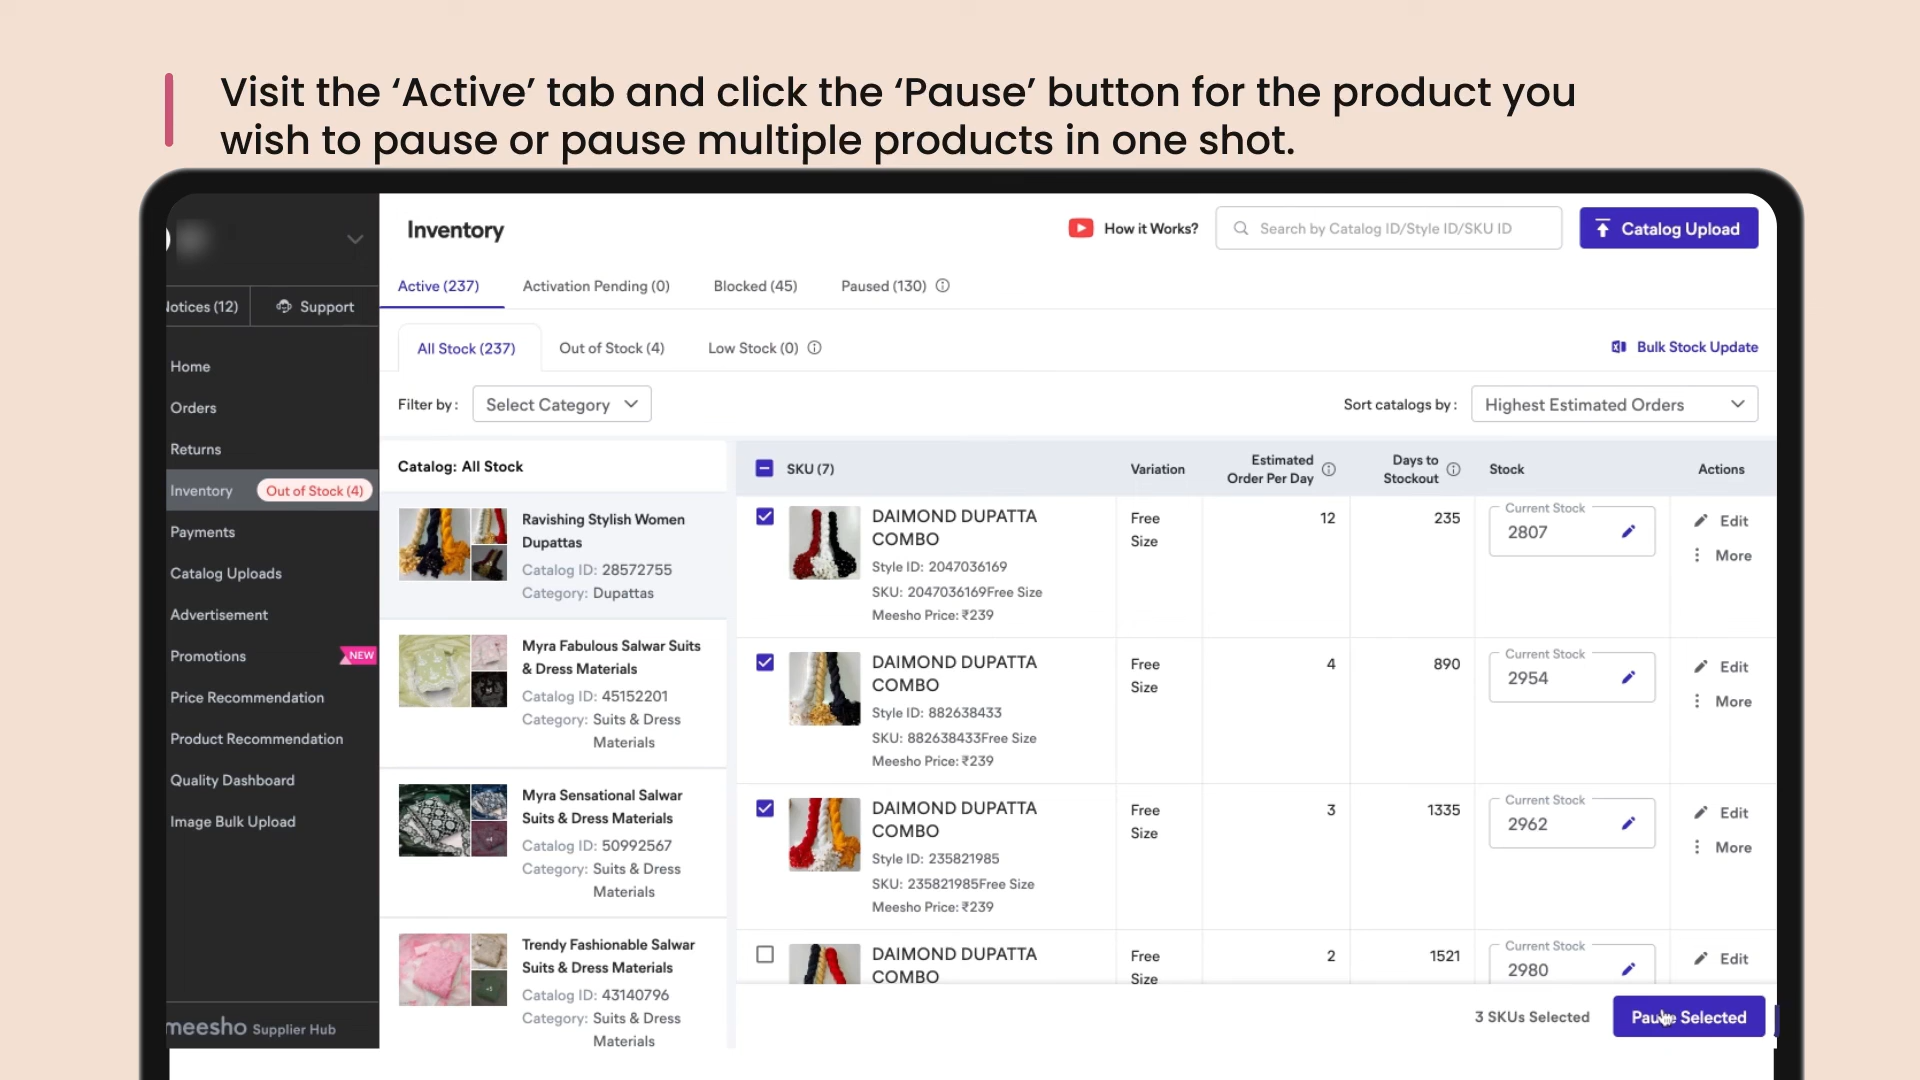 Visit the ‘Active’ tab and click the ‘Pause’ button for the product you
wish to pause or pause multiple products in one shot.
Inventory
How it Works?
Search by Catalog ID/Style ID/SKU ID
Catalog Upload
Notices (12)
Support
Active (237)
Activation Pending (0)
Blocked (45)
Paused (130)
All Stock (237)
Out of Stock (4)
Low Stock (0)
Bulk Stock Update
Filter by :
Select Category
Sort catalogs by :
Highest Estimated Orders
Home
Orders
Returns
Inventory
Out of Stock (4)
Payments
Catalog Uploads
Advertisement
Promotions
NEW
Price Recommendation
Product Recommendation
Quality Dashboard
Image Bulk Upload
meesho Supplier Hub
Catalog: All Stock
Ravishing Stylish Women
Dupattas
Catalog ID: 28572755
Category: Dupattas
Myra Fabulous Salwar Suits
& Dress Materials
Catalog ID: 45152201
Category: Suits & Dress
Materials
Myra Sensational Salwar
Suits & Dress Materials
Catalog ID: 50992567
Category: Suits & Dress
Materials
Trendy Fashionable Salwar
Suits & Dress Materials
Catalog ID: 43140796
Category: Suits & Dress
Materials
SKU (7)
Variation
Estimated
Order Per Day
Days to
Stockout
Stock
Actions
DAIMOND DUPATTA
COMBO
Style ID: 2047036169
SKU: 2047036169Free Size
Meesho Price: ₹239
Free
Size
12
235
Current Stock
2807
Edit
More
DAIMOND DUPATTA
COMBO
Style ID: 882638433
SKU: 882638433Free Size
Meesho Price: ₹239
Free
Size
4
890
Current Stock
2954
Edit
More
DAIMOND DUPATTA
COMBO
Style ID: 235821985
SKU: 235821985Free Size
Meesho Price: ₹239
Free
Size
3
1335
Current Stock
2962
Edit
More
DAIMOND DUPATTA
COMBO
Free
Size
2
1521
Current Stock
2980
Edit
3 SKUs Selected
Pause Selected